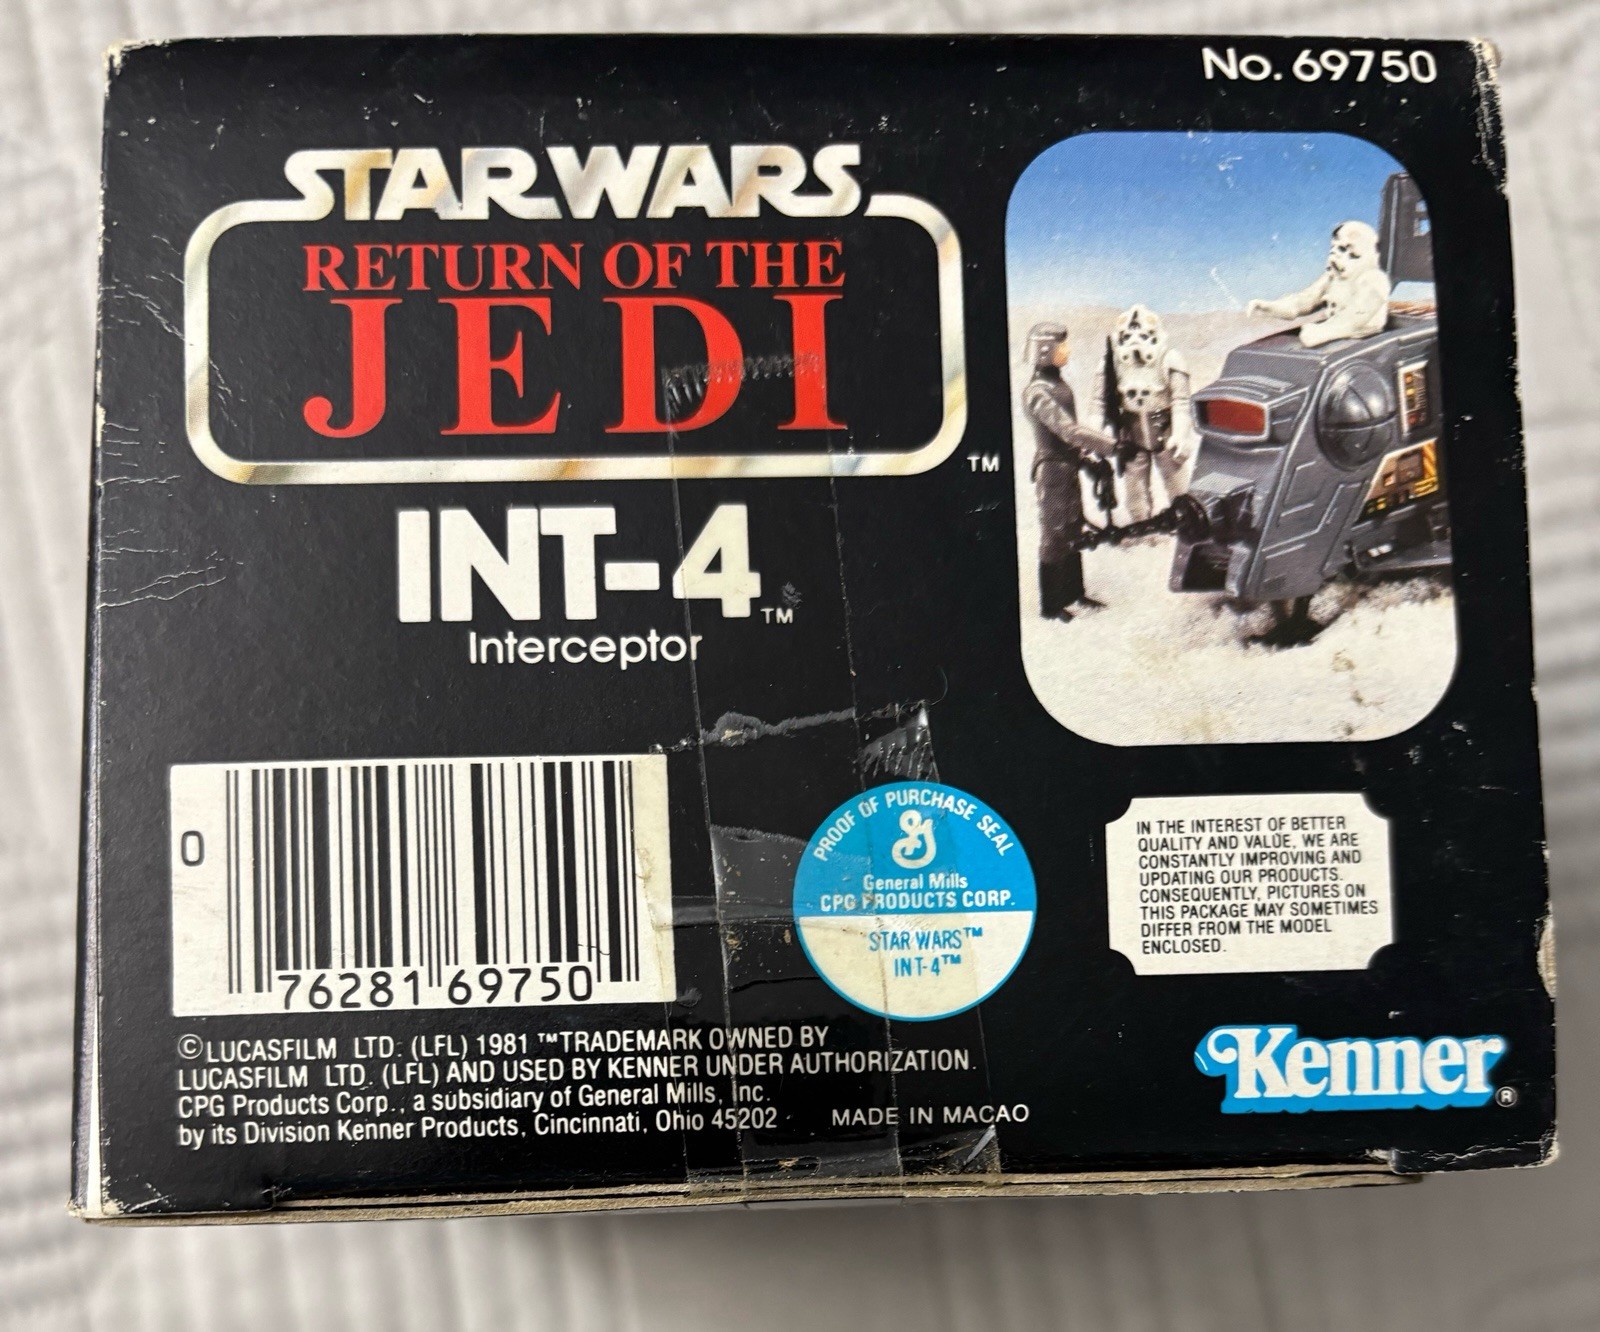 No. 69750
STAR WARS
RETURN OF THE
JEDI
TM
INT-4 TM
Interceptor
0
76281 69750
PROOF OF PURCHASE SEAL
G
General Mills
CPG PRODUCTS CORP.
STAR WARS™
INT-4™
IN THE INTEREST OF BETTER
QUALITY AND VALUE, WE ARE
CONSTANTLY IMPROVING AND
UPDATING OUR PRODUCTS.
CONSEQUENTLY, PICTURES ON
THIS PACKAGE MAY SOMETIMES
DIFFER FROM THE MODEL
ENCLOSED.
© LUCASFILM LTD. (LFL) 1981 ™TRADEMARK OWNED BY
LUCASFILM LTD. (LFL) AND USED BY KENNER UNDER AUTHORIZATION.
CPG Products Corp., a subsidiary of General Mills, Inc.
by its Division Kenner Products, Cincinnati, Ohio 45202
MADE IN MACAO
Kenner®